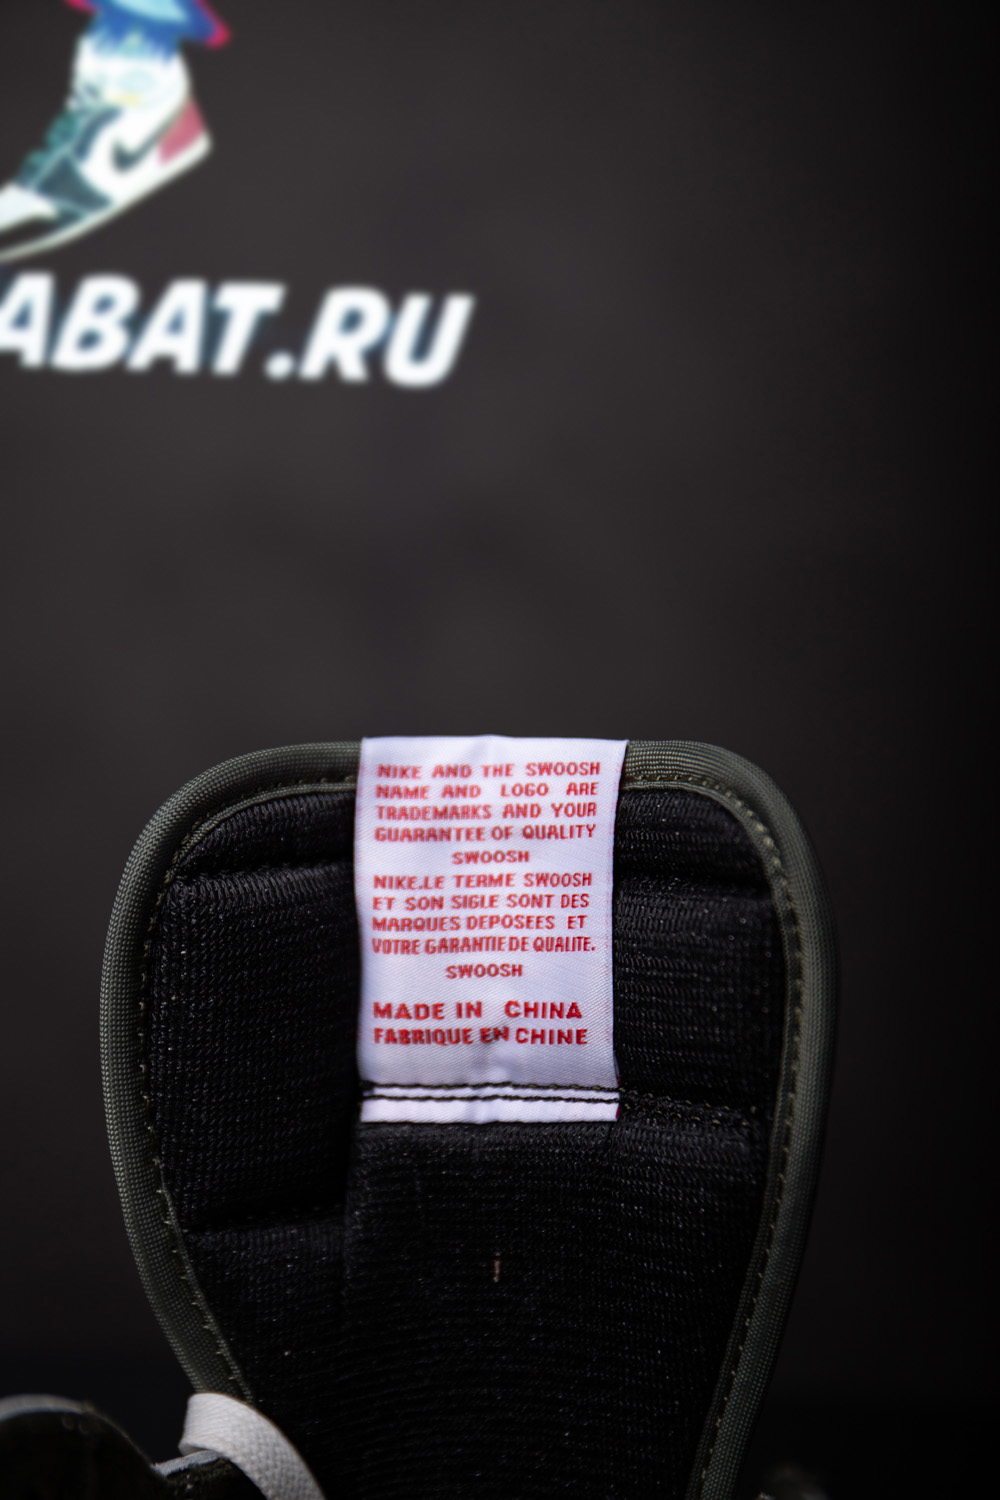 ABAT.RU
NIKE AND THE SWOOSH
NAME AND LOGO ARE
TRADEMARKS AND YOUR
GUARANTEE OF QUALITY
SWOOSH
NIKE.LE TERME SWOOSH
ET SON SIGLE SONT DES
MARQUES DEPOSEES ET
VOTRE GARANTIE DE QUALITE.
SWOOSH
MADE IN CHINA
FABRIQUE EN CHINE